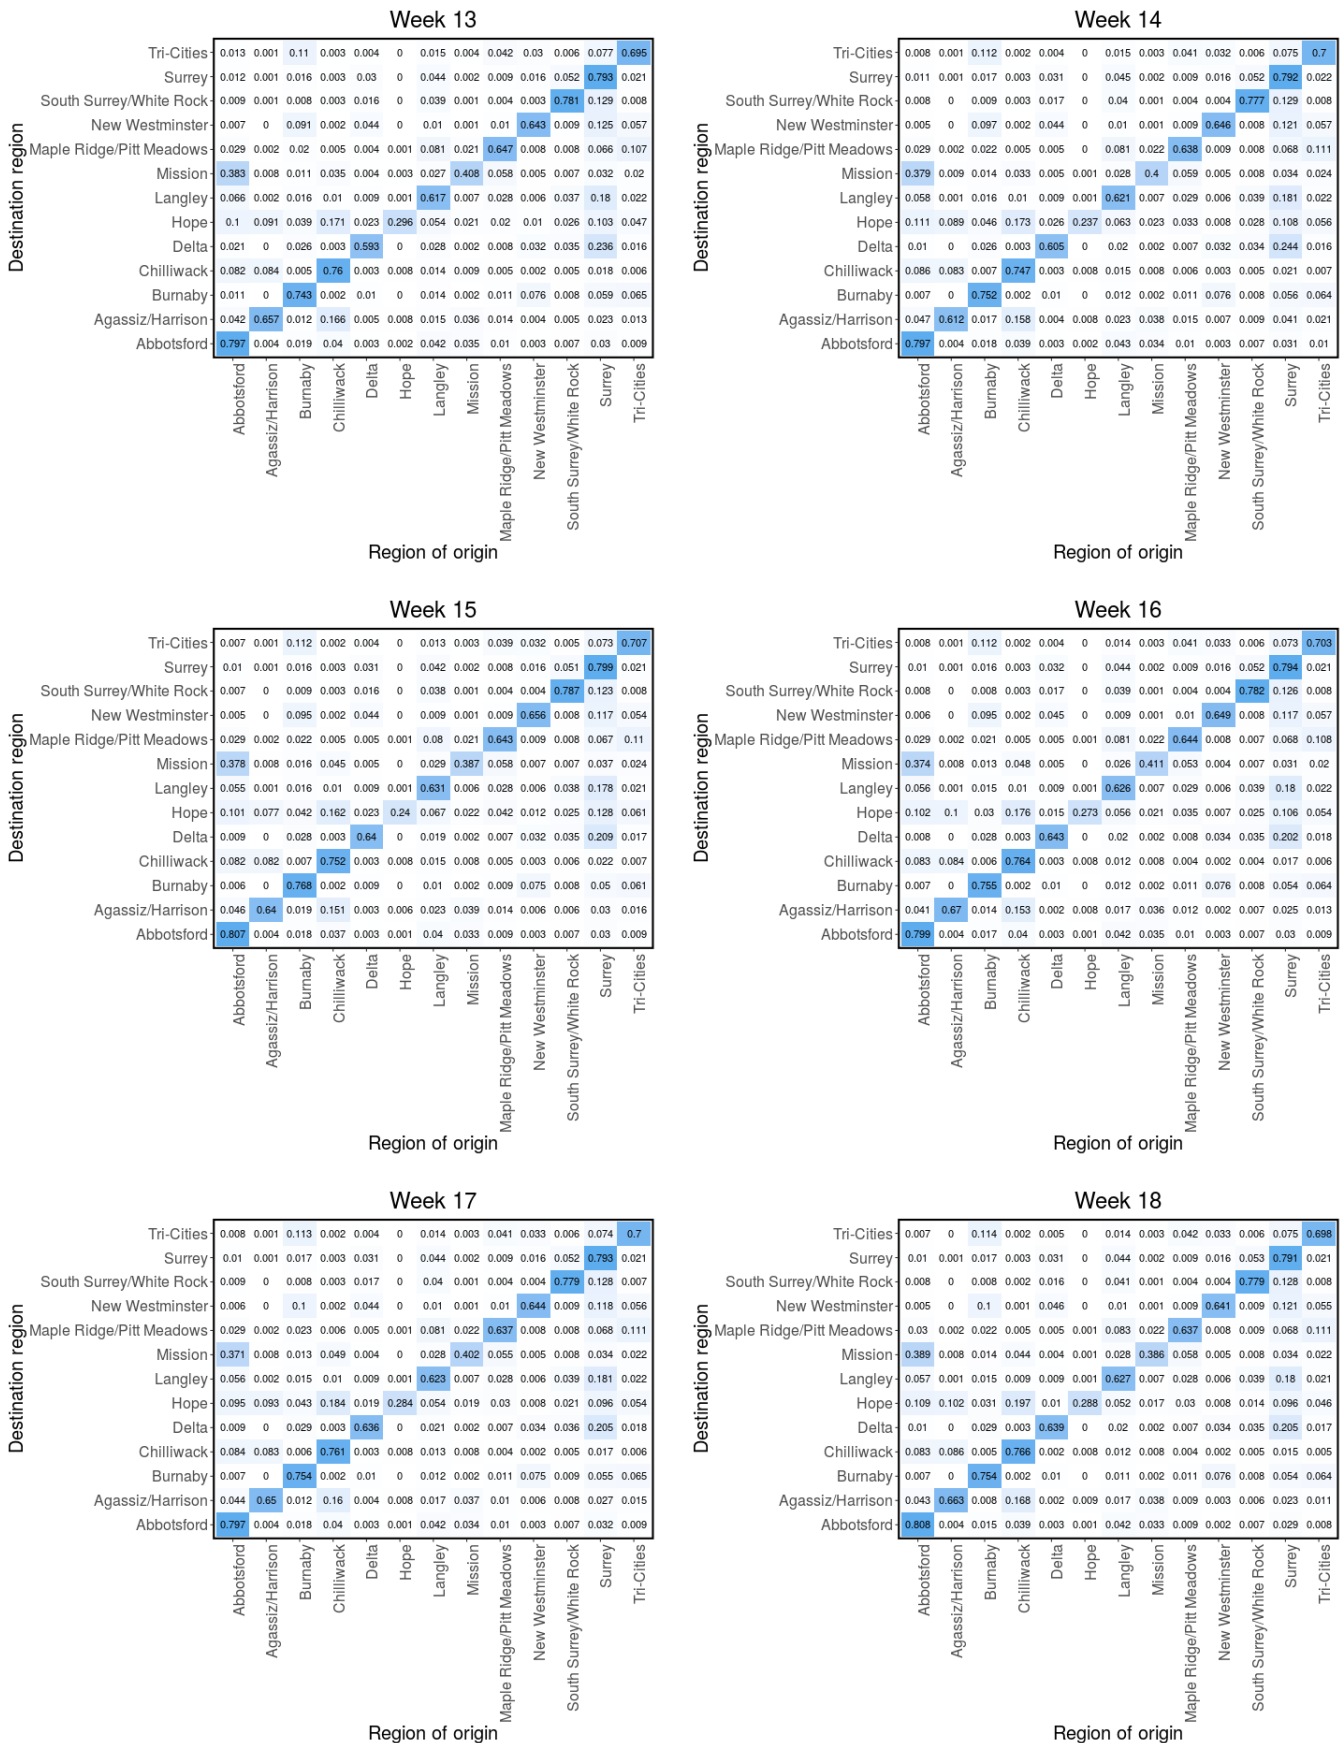 Week 13
Tri-Cities 0.013 0.001 0.11 0.003 0.004 0 0.015 0.004 0.042 0.03 0.006 0.077 0.695
Surrey 0.012 0.001 0.016 0.003 0.03 0 0.044 0.002 0.009 0.016 0.052 0.793 0.021
South Surrey/White Rock 0.009 0.001 0.008 0.003 0.016 0 0.039 0.001 0.004 0.003 0.781 0.129 0.008
New Westminster 0.007 0 0.091 0.002 0.044 0 0.01 0.001 0.01 0.643 0.009 0.125 0.057
Maple Ridge/Pitt Meadows 0.029 0.002 0.02 0.005 0.004 0.001 0.081 0.021 0.647 0.008 0.008 0.066 0.107
Mission 0.383 0.008 0.011 0.035 0.004 0.003 0.027 0.408 0.058 0.005 0.007 0.032 0.02
Langley 0.066 0.002 0.016 0.01 0.009 0.001 0.617 0.007 0.028 0.006 0.037 0.18 0.022
Hope 0.1 0.091 0.039 0.171 0.023 0.296 0.054 0.021 0.02 0.01 0.026 0.103 0.047
Delta 0.021 0 0.026 0.003 0.593 0 0.028 0.002 0.008 0.032 0.035 0.236 0.016
Chilliwack 0.082 0.084 0.005 0.76 0.003 0.008 0.014 0.009 0.005 0.002 0.005 0.018 0.006
Burnaby 0.011 0 0.743 0.002 0.01 0 0.014 0.002 0.011 0.076 0.008 0.059 0.065
Agassiz/Harrison 0.042 0.657 0.012 0.166 0.005 0.008 0.015 0.036 0.014 0.004 0.005 0.023 0.013
Abbotsford 0.797 0.004 0.019 0.04 0.003 0.002 0.042 0.035 0.01 0.003 0.007 0.03 0.009
Abbotsford Agassiz/Harrison Burnaby Chilliwack Delta Hope Langley Mission Maple Ridge/Pitt Meadows New Westminster South Surrey/White Rock Surrey Tri-Cities
Region of origin
Destination region
Week 14
Tri-Cities 0.008 0.001 0.112 0.002 0.004 0 0.015 0.003 0.041 0.032 0.006 0.075 0.7
Surrey 0.011 0.001 0.017 0.003 0.031 0 0.045 0.002 0.009 0.016 0.052 0.792 0.022
South Surrey/White Rock 0.008 0 0.009 0.003 0.017 0 0.04 0.001 0.004 0.004 0.777 0.129 0.008
New Westminster 0.005 0 0.097 0.002 0.044 0 0.01 0.001 0.009 0.646 0.008 0.121 0.057
Maple Ridge/Pitt Meadows 0.029 0.002 0.022 0.005 0.005 0 0.081 0.022 0.638 0.009 0.008 0.068 0.111
Mission 0.379 0.009 0.014 0.033 0.005 0.001 0.028 0.4 0.059 0.005 0.008 0.034 0.024
Langley 0.058 0.001 0.016 0.01 0.009 0.001 0.621 0.007 0.029 0.006 0.039 0.181 0.022
Hope 0.111 0.089 0.046 0.173 0.026 0.237 0.063 0.023 0.033 0.008 0.028 0.108 0.056
Delta 0.01 0 0.026 0.003 0.605 0 0.02 0.002 0.007 0.032 0.034 0.244 0.016
Chilliwack 0.086 0.083 0.007 0.747 0.003 0.008 0.015 0.008 0.006 0.003 0.005 0.021 0.007
Burnaby 0.007 0 0.752 0.002 0.01 0 0.012 0.002 0.011 0.076 0.008 0.056 0.064
Agassiz/Harrison 0.047 0.612 0.017 0.158 0.004 0.008 0.023 0.038 0.015 0.007 0.009 0.041 0.021
Abbotsford 0.797 0.004 0.018 0.039 0.003 0.002 0.043 0.034 0.01 0.003 0.007 0.031 0.01
Abbotsford Agassiz/Harrison Burnaby Chilliwack Delta Hope Langley Mission Maple Ridge/Pitt Meadows New Westminster South Surrey/White Rock Surrey Tri-Cities
Region of origin
Destination region
Week 15
Tri-Cities 0.007 0.001 0.112 0.002 0.004 0 0.013 0.003 0.039 0.032 0.005 0.073 0.707
Surrey 0.01 0.001 0.016 0.003 0.031 0 0.042 0.002 0.008 0.016 0.051 0.799 0.021
South Surrey/White Rock 0.007 0 0.009 0.003 0.016 0 0.038 0.001 0.004 0.004 0.787 0.123 0.008
New Westminster 0.005 0 0.095 0.002 0.044 0 0.009 0.001 0.009 0.656 0.008 0.117 0.054
Maple Ridge/Pitt Meadows 0.029 0.002 0.022 0.005 0.005 0.001 0.08 0.021 0.643 0.009 0.008 0.067 0.11
Mission 0.378 0.008 0.016 0.045 0.005 0 0.029 0.387 0.058 0.007 0.007 0.037 0.024
Langley 0.055 0.001 0.016 0.01 0.009 0.001 0.631 0.006 0.028 0.006 0.038 0.178 0.021
Hope 0.101 0.077 0.042 0.162 0.023 0.24 0.067 0.022 0.042 0.012 0.025 0.128 0.061
Delta 0.009 0 0.028 0.003 0.64 0 0.019 0.002 0.007 0.032 0.035 0.209 0.017
Chilliwack 0.082 0.082 0.007 0.752 0.003 0.008 0.015 0.008 0.005 0.003 0.006 0.022 0.007
Burnaby 0.006 0 0.768 0.002 0.009 0 0.01 0.002 0.009 0.075 0.008 0.05 0.061
Agassiz/Harrison 0.046 0.64 0.019 0.151 0.003 0.006 0.023 0.039 0.014 0.006 0.006 0.03 0.016
Abbotsford 0.807 0.004 0.018 0.037 0.003 0.001 0.04 0.033 0.009 0.003 0.007 0.03 0.009
Abbotsford Agassiz/Harrison Burnaby Chilliwack Delta Hope Langley Mission Maple Ridge/Pitt Meadows New Westminster South Surrey/White Rock Surrey Tri-Cities
Region of origin
Destination region
Week 16
Tri-Cities 0.008 0.001 0.112 0.002 0.004 0 0.014 0.003 0.041 0.033 0.006 0.073 0.703
Surrey 0.01 0.001 0.016 0.003 0.032 0 0.044 0.002 0.009 0.016 0.052 0.794 0.021
South Surrey/White Rock 0.008 0 0.008 0.003 0.017 0 0.039 0.001 0.004 0.004 0.782 0.126 0.008
New Westminster 0.006 0 0.095 0.002 0.045 0 0.01 0.001 0.01 0.649 0.008 0.117 0.057
Maple Ridge/Pitt Meadows 0.029 0.002 0.021 0.005 0.005 0.001 0.081 0.022 0.644 0.008 0.007 0.068 0.108
Mission 0.374 0.008 0.013 0.048 0.005 0 0.026 0.411 0.053 0.004 0.007 0.031 0.02
Langley 0.056 0.001 0.015 0.01 0.009 0.001 0.626 0.007 0.029 0.006 0.039 0.18 0.022
Hope 0.102 0.1 0.03 0.176 0.015 0.273 0.056 0.021 0.035 0.007 0.025 0.106 0.054
Delta 0.008 0 0.028 0.003 0.643 0 0.02 0.002 0.008 0.034 0.035 0.202 0.018
Chilliwack 0.083 0.084 0.006 0.764 0.003 0.008 0.012 0.008 0.004 0.002 0.004 0.017 0.006
Burnaby 0.007 0 0.755 0.002 0.01 0 0.012 0.002 0.011 0.076 0.008 0.054 0.064
Agassiz/Harrison 0.041 0.67 0.014 0.153 0.002 0.008 0.017 0.036 0.012 0.002 0.007 0.025 0.013
Abbotsford 0.799 0.004 0.017 0.04 0.003 0.001 0.042 0.035 0.01 0.003 0.007 0.03 0.009
Abbotsford Agassiz/Harrison Burnaby Chilliwack Delta Hope Langley Mission Maple Ridge/Pitt Meadows New Westminster South Surrey/White Rock Surrey Tri-Cities
Region of origin
Destination region
Week 17
Tri-Cities 0.008 0.001 0.113 0.002 0.004 0 0.014 0.003 0.041 0.033 0.006 0.074 0.7
Surrey 0.01 0.001 0.017 0.003 0.031 0 0.044 0.002 0.009 0.016 0.052 0.793 0.021
South Surrey/White Rock 0.009 0 0.008 0.003 0.017 0 0.04 0.001 0.004 0.004 0.779 0.128 0.007
New Westminster 0.006 0 0.1 0.002 0.044 0 0.01 0.001 0.01 0.644 0.009 0.118 0.056
Maple Ridge/Pitt Meadows 0.029 0.002 0.023 0.006 0.005 0.001 0.081 0.022 0.637 0.008 0.008 0.068 0.111
Mission 0.371 0.008 0.013 0.049 0.004 0 0.028 0.402 0.055 0.005 0.008 0.034 0.022
Langley 0.056 0.002 0.015 0.01 0.009 0.001 0.623 0.007 0.028 0.006 0.039 0.181 0.022
Hope 0.095 0.093 0.043 0.184 0.019 0.284 0.054 0.019 0.03 0.008 0.021 0.096 0.054
Delta 0.009 0 0.029 0.003 0.636 0 0.021 0.002 0.007 0.034 0.036 0.205 0.018
Chilliwack 0.084 0.083 0.006 0.761 0.003 0.008 0.013 0.008 0.004 0.002 0.005 0.017 0.006
Burnaby 0.007 0 0.754 0.002 0.01 0 0.012 0.002 0.011 0.075 0.009 0.055 0.065
Agassiz/Harrison 0.044 0.65 0.012 0.16 0.004 0.008 0.017 0.037 0.01 0.006 0.008 0.027 0.015
Abbotsford 0.797 0.004 0.018 0.04 0.003 0.001 0.042 0.034 0.01 0.003 0.007 0.032 0.009
Abbotsford Agassiz/Harrison Burnaby Chilliwack Delta Hope Langley Mission Maple Ridge/Pitt Meadows New Westminster South Surrey/White Rock Surrey Tri-Cities
Region of origin
Destination region
Week 18
Tri-Cities 0.007 0 0.114 0.002 0.005 0 0.014 0.003 0.042 0.033 0.006 0.075 0.698
Surrey 0.01 0.001 0.017 0.003 0.031 0 0.044 0.002 0.009 0.016 0.053 0.791 0.021
South Surrey/White Rock 0.008 0 0.008 0.002 0.016 0 0.041 0.001 0.004 0.004 0.779 0.128 0.008
New Westminster 0.005 0 0.1 0.001 0.046 0 0.01 0.001 0.009 0.641 0.009 0.121 0.055
Maple Ridge/Pitt Meadows 0.03 0.002 0.022 0.005 0.005 0.001 0.083 0.022 0.637 0.008 0.009 0.068 0.111
Mission 0.389 0.008 0.014 0.044 0.004 0.001 0.028 0.386 0.058 0.005 0.008 0.034 0.022
Langley 0.057 0.001 0.015 0.009 0.009 0.001 0.627 0.007 0.028 0.006 0.039 0.18 0.021
Hope 0.109 0.102 0.031 0.197 0.01 0.288 0.052 0.017 0.03 0.008 0.014 0.096 0.046
Delta 0.01 0 0.029 0.003 0.639 0 0.02 0.002 0.007 0.034 0.035 0.205 0.017
Chilliwack 0.083 0.086 0.005 0.766 0.002 0.008 0.012 0.008 0.004 0.002 0.004 0.015 0.005
Burnaby 0.007 0 0.754 0.002 0.01 0 0.011 0.002 0.011 0.076 0.008 0.054 0.064
Agassiz/Harrison 0.043 0.663 0.008 0.168 0.002 0.009 0.017 0.038 0.009 0.003 0.006 0.023 0.011
Abbotsford 0.808 0.004 0.015 0.039 0.003 0.001 0.042 0.033 0.01 0.002 0.007 0.029 0.008
Abbotsford Agassiz/Harrison Burnaby Chilliwack Delta Hope Langley Mission Maple Ridge/Pitt Meadows New Westminster South Surrey/White Rock Surrey Tri-Cities
Region of origin
Destination region